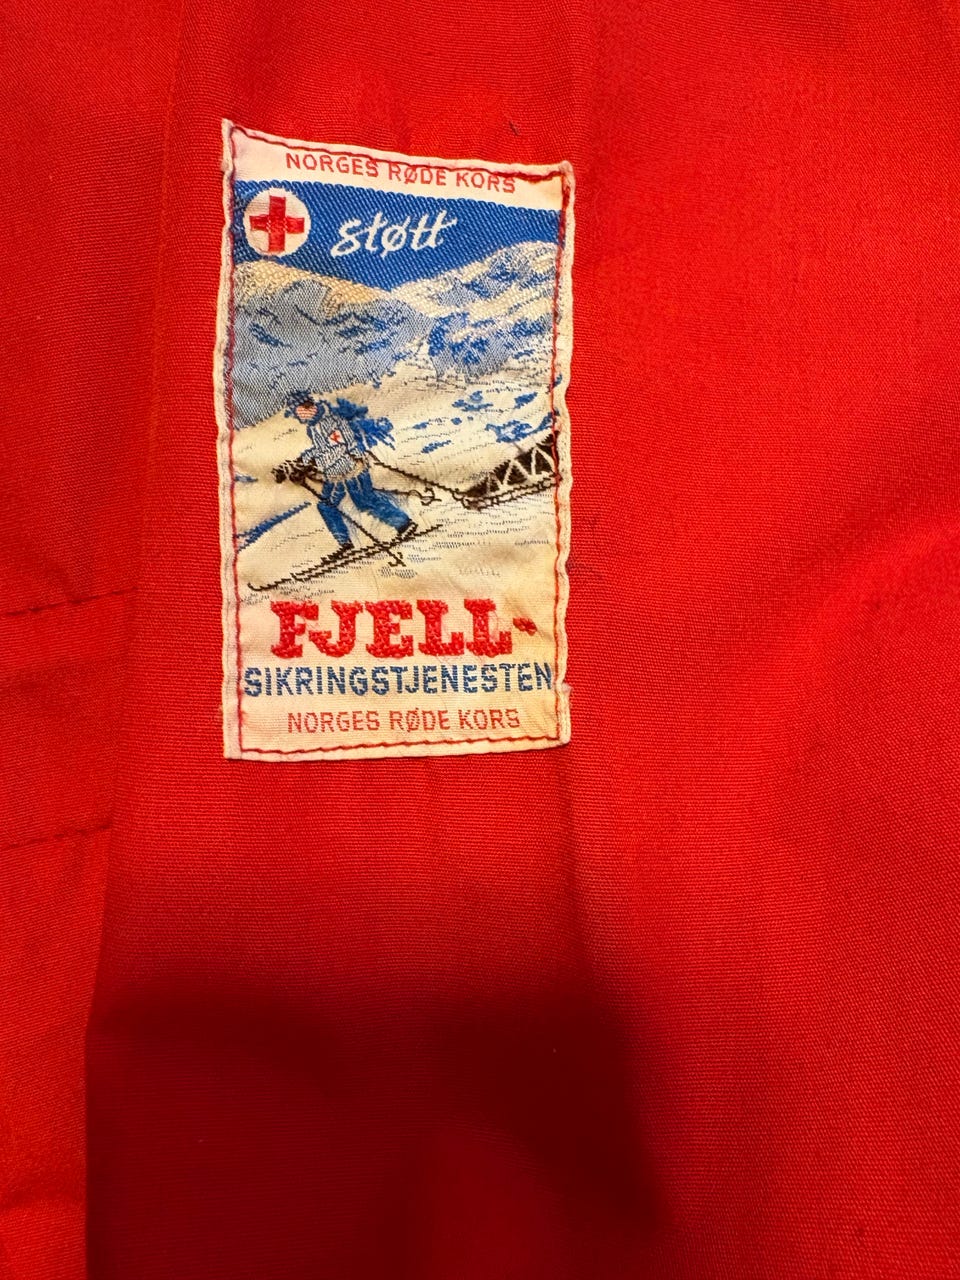 NORGES RØDE KORS
støtt
FJELL-
SIKRINGSTJENESTEN
NORGES RØDE KORS